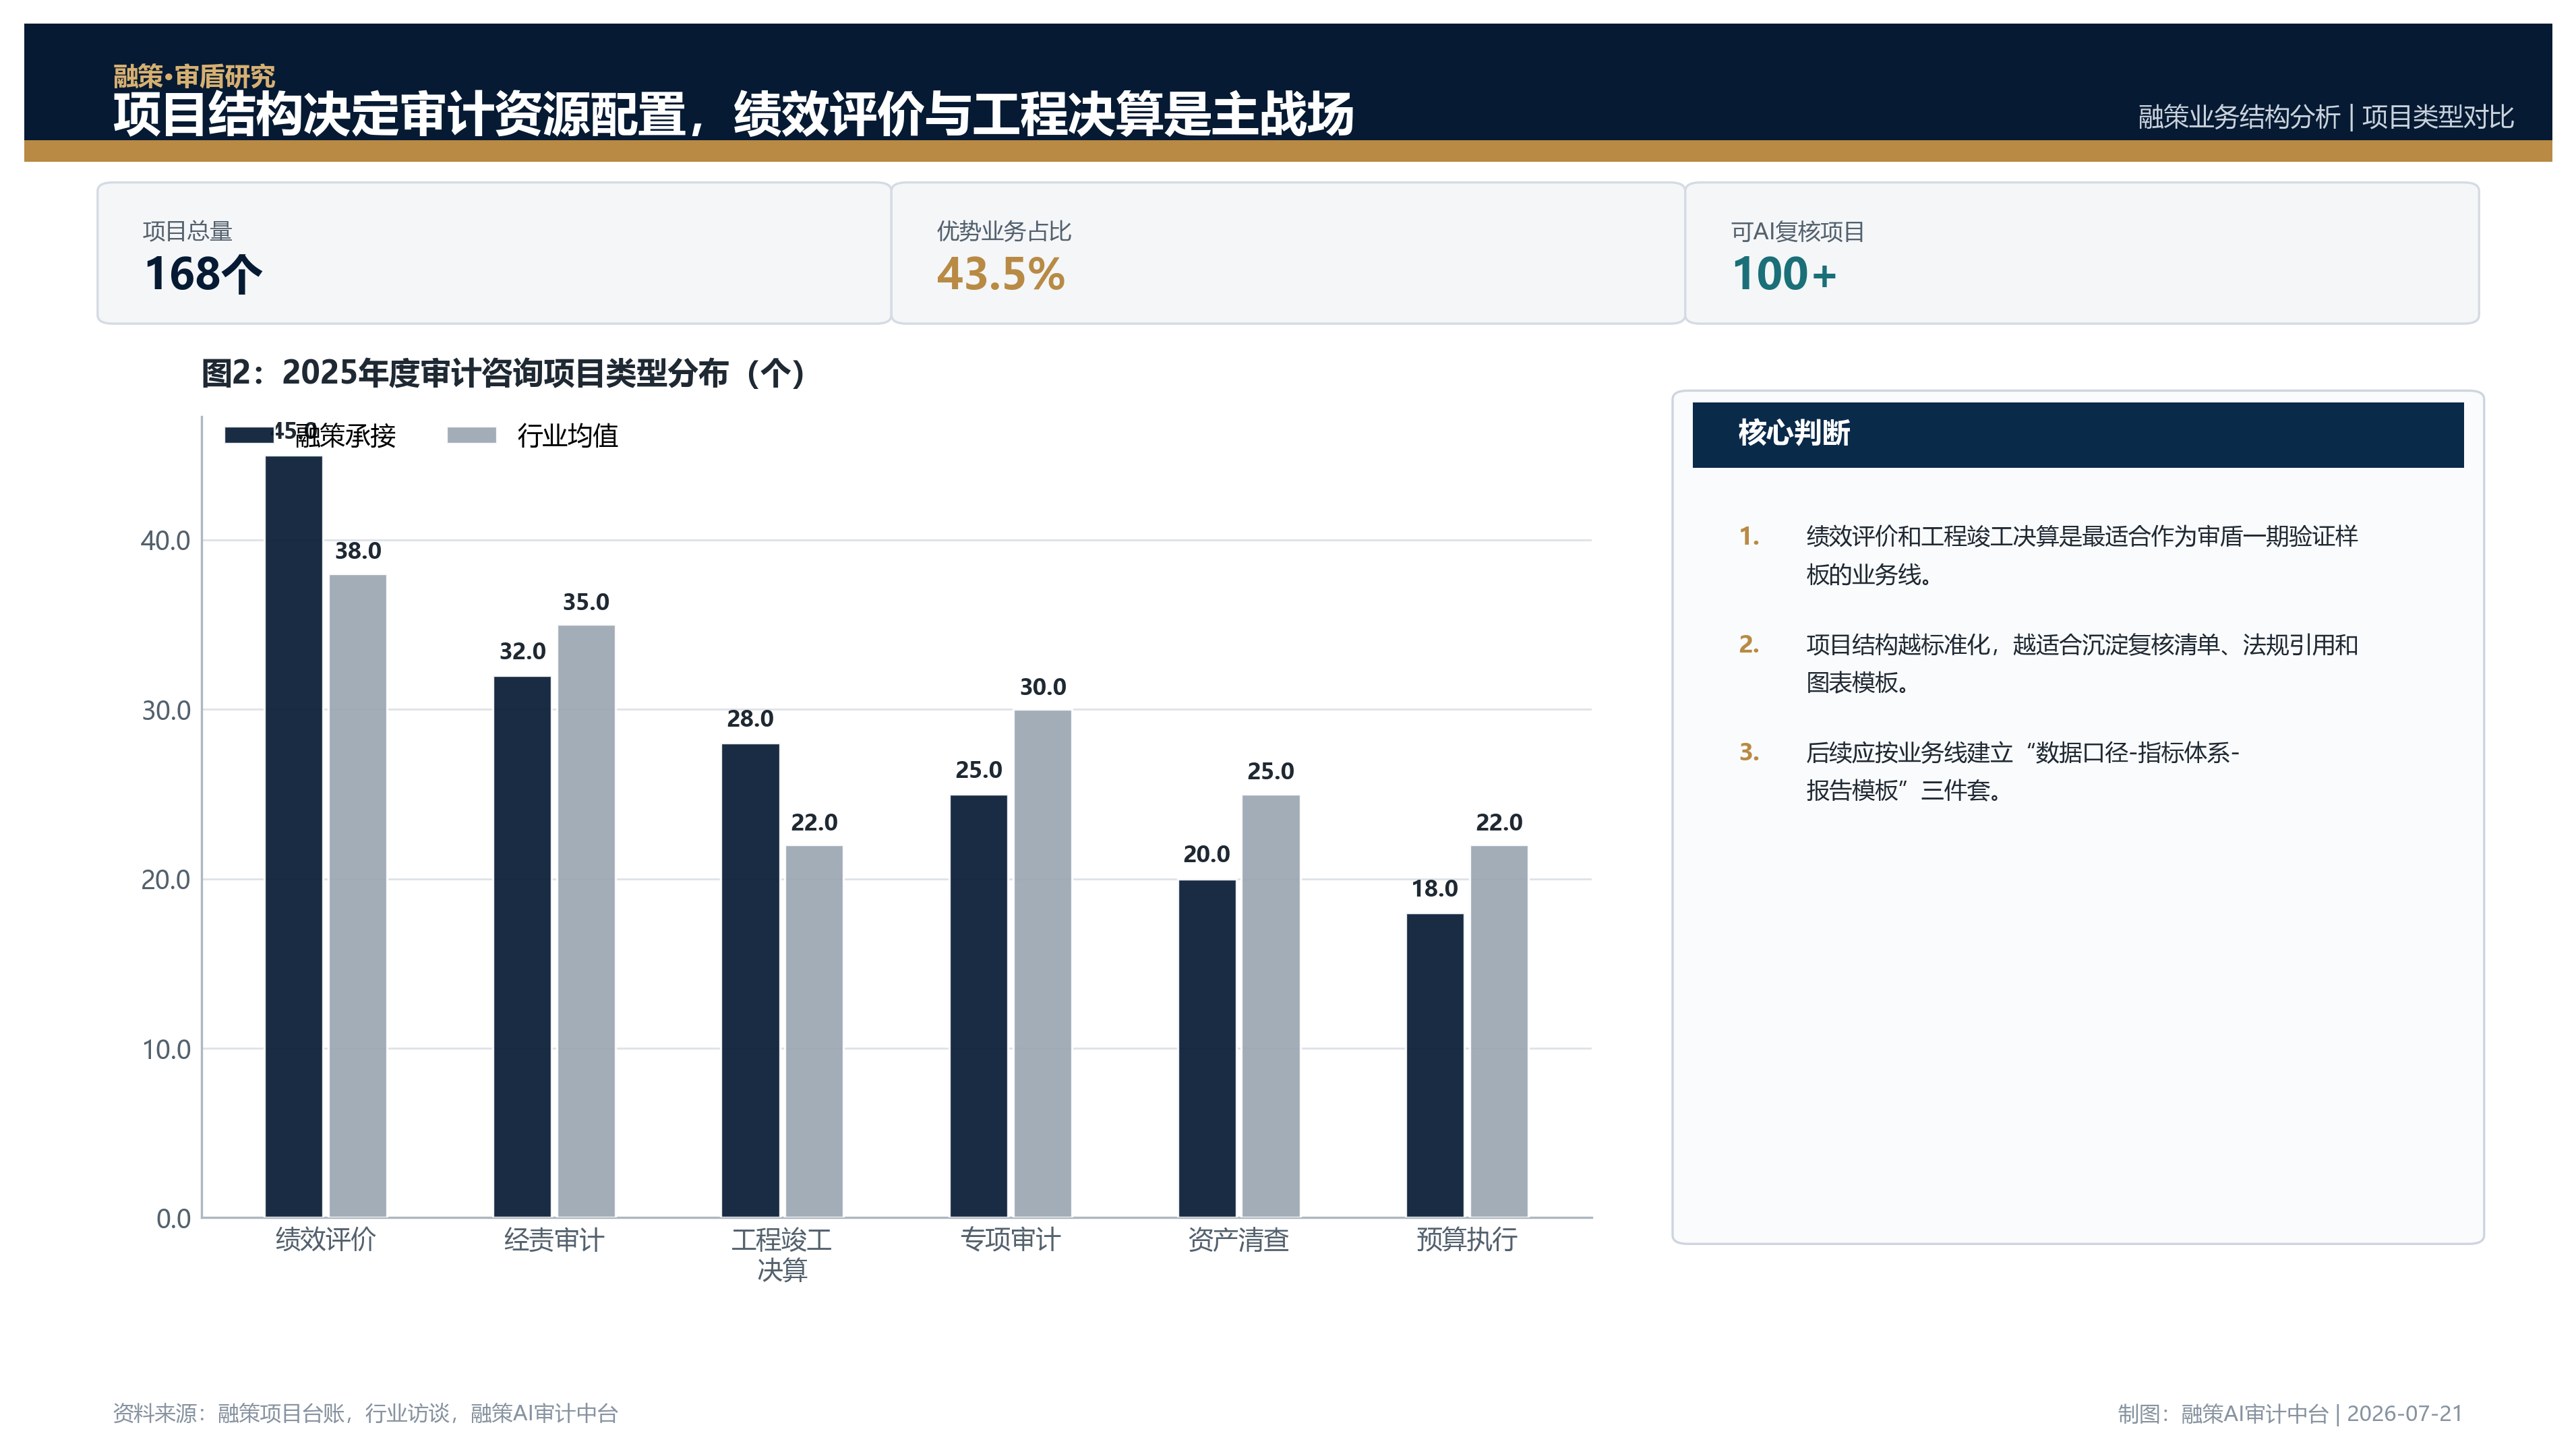 融策·审盾研究
项目结构决定审计资源配置，绩效评价与工程决算是主战场
融策业务结构分析 | 项目类型对比
项目总量
168个
优势业务占比
43.5%
可AI复核项目
100+
图2：2025年度审计咨询项目类型分布（个）
融策承接
行业均值
45.0
38.0
32.0
35.0
28.0
22.0
25.0
30.0
20.0
25.0
18.0
22.0
40.0
30.0
20.0
10.0
0.0
绩效评价
经责审计
工程竣工
决算
专项审计
资产清查
预算执行
核心判断
1. 绩效评价和工程竣工决算是最适合作为审盾一期验证样
板的业务线。
2. 项目结构越标准化，越适合沉淀复核清单、法规引用和
图表模板。
3. 后续应按业务线建立“数据口径-指标体系-
报告模板”三件套。
资料来源：融策项目台账，行业访谈，融策AI审计中台
制图：融策AI审计中台 | 2026-07-21